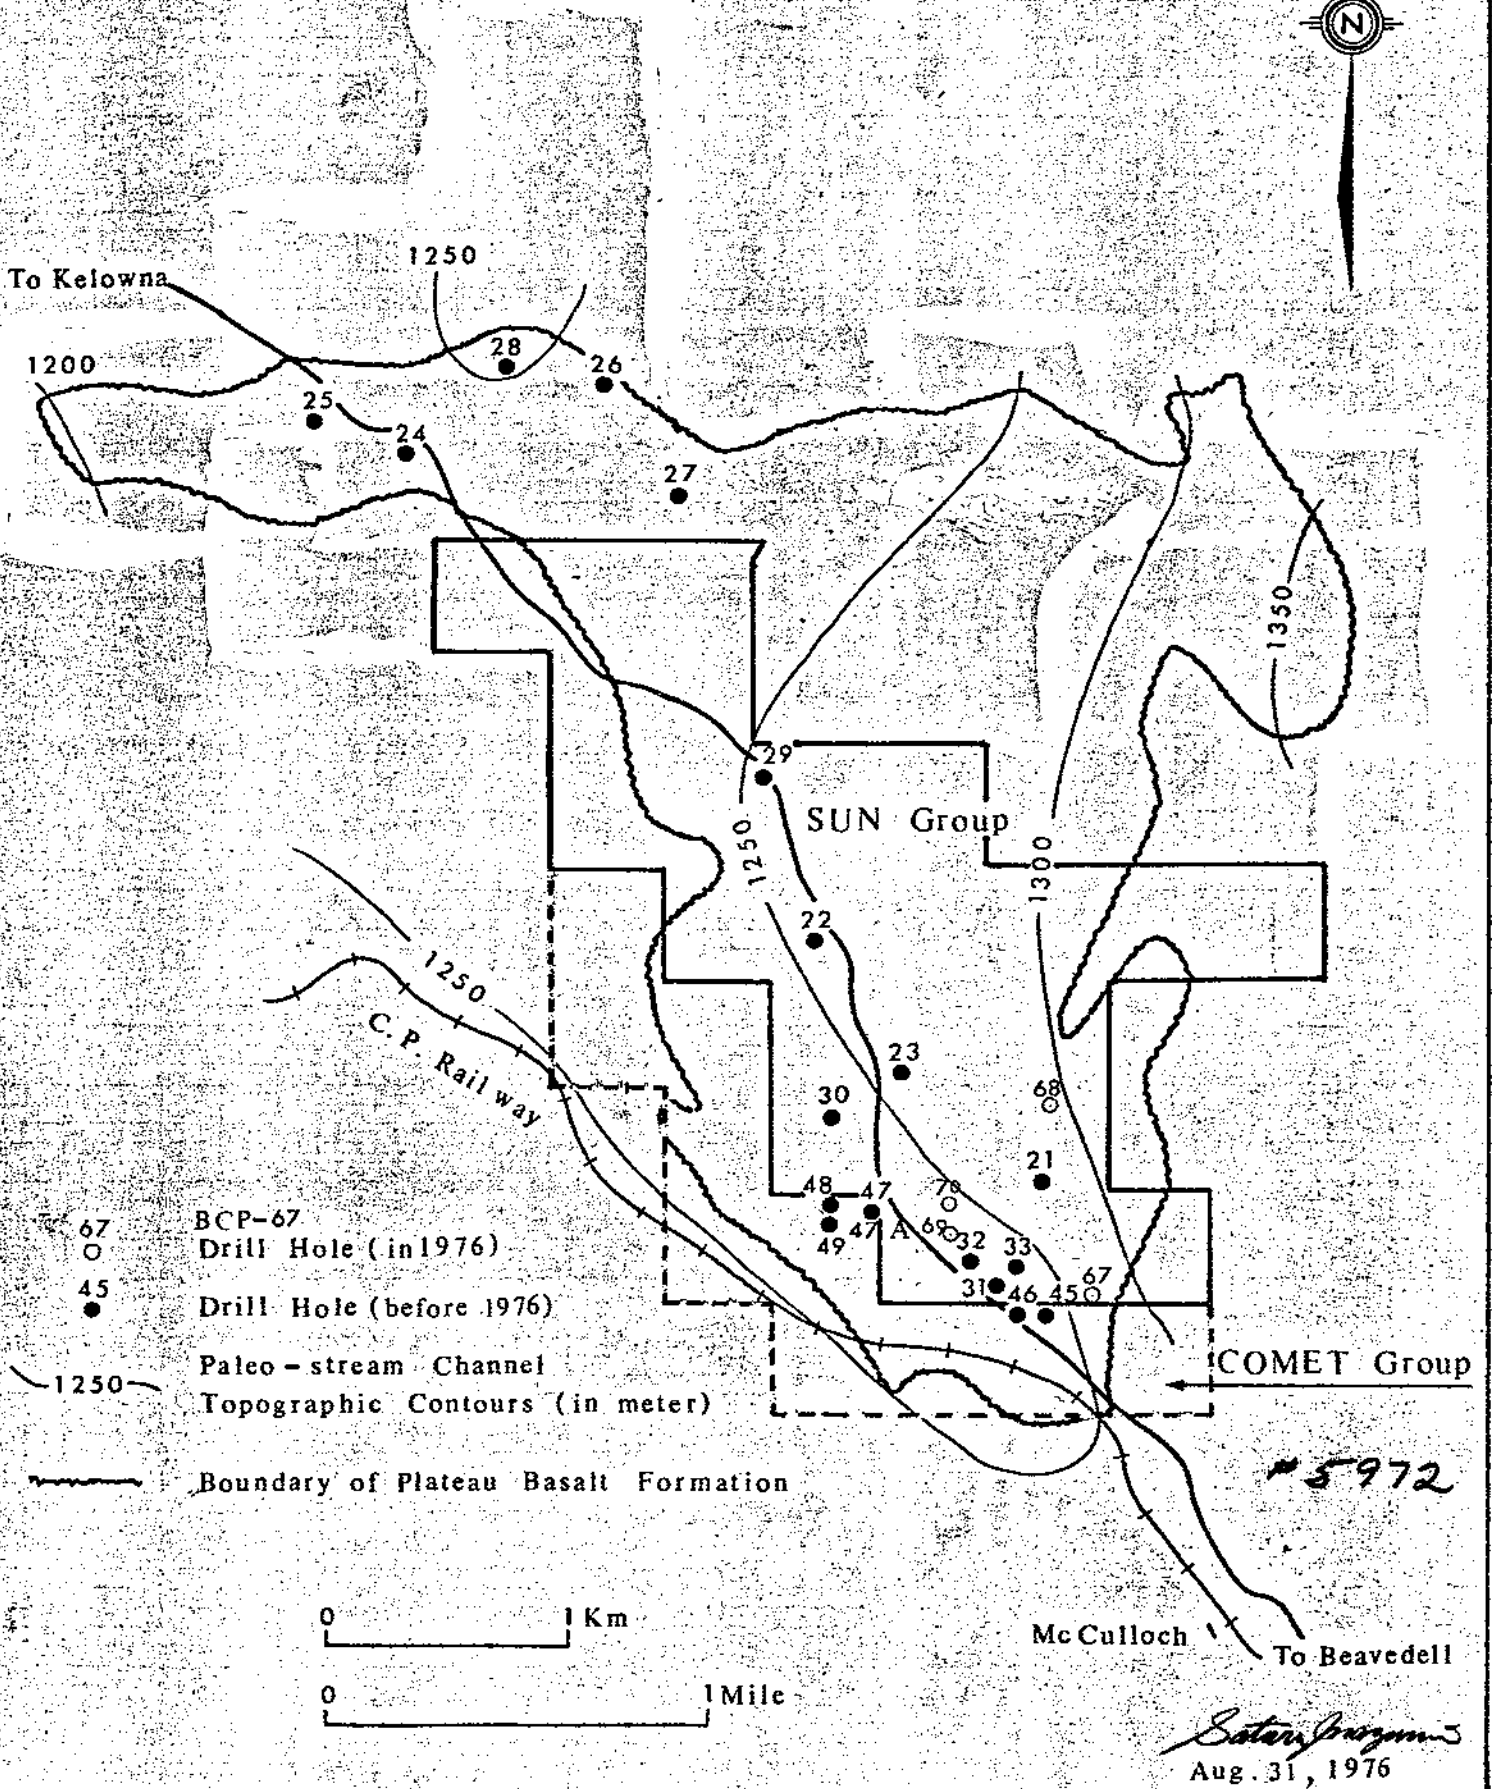 N
1250
To Kelowna
28
1200
26
25
24
27
1350
29
SUN Group
1250
1300
22
1250
C. P. Railway
23
68
30
21
48
47
70
67
BCP-67
Drill Hole (in 1976)
49
47 A
69
32
33
45
Drill Hole (before 1976)
31
46
45
67
Paleo-stream Channel
1250
Topographic Contours (in meter)
COMET Group
Boundary of Plateau Basalt Formation
#5972
0
1 Km
McCulloch
To Beavedell
0
1 Mile
Aug. 31, 1976